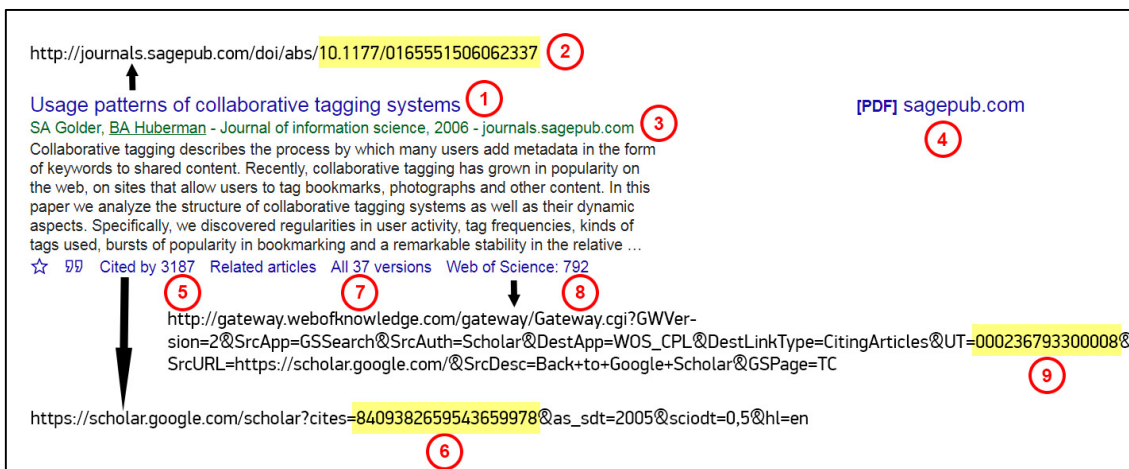 http://journals.sagepub.com/doi/abs/10.1177/0165551506062337 2
Usage patterns of collaborative tagging systems 1
[PDF] sagepub.com
SA Golder, BA Huberman - Journal of information science, 2006 - journals.sagepub.com 3
4
Collaborative tagging describes the process by which many users add metadata in the form
of keywords to shared content. Recently, collaborative tagging has grown in popularity on
the web, on sites that allow users to tag bookmarks, photographs and other content. In this
paper we analyze the structure of collaborative tagging systems as well as their dynamic
aspects. Specifically, we discovered regularities in user activity, tag frequencies, kinds of
tags used, bursts of popularity in bookmarking and a remarkable stability in the relative …
Cited by 3187 Related articles All 37 versions Web of Science: 792
5 7 8
http://gateway.webofknowledge.com/gateway/Gateway.cgi?GWVer-
sion=2&SrcApp=GSSearch&SrcAuth=Scholar&DestApp=WOS_CPL&DestLinkType=CitingArticles&UT=000236793300008&
SrcURL=https://scholar.google.com/&SrcDesc=Back+to+Google+Scholar&GSPage=TC
9
https://scholar.google.com/scholar?cites=8409382659543659978&as_sdt=2005&sciodt=0,5&hl=en
6